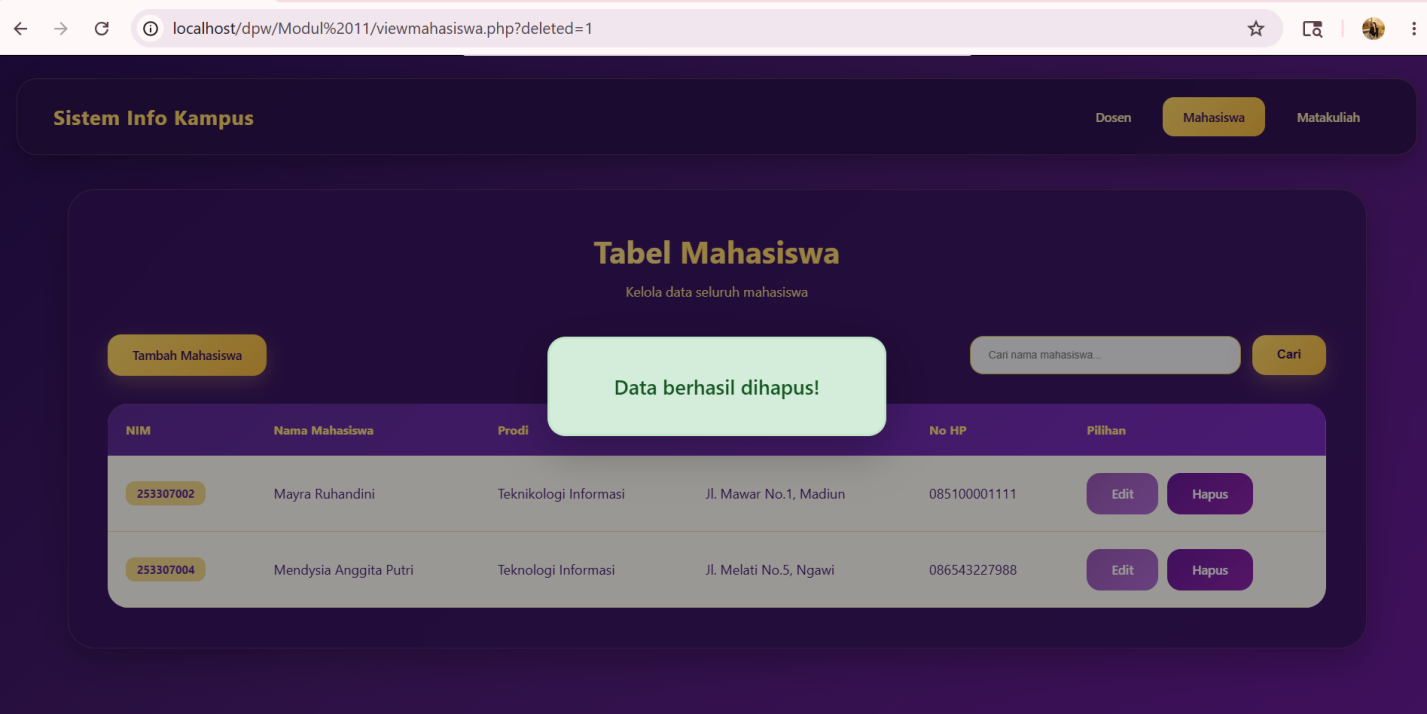 localhost/dpw/Modul%2011/viewmahasiswa.php?deleted=1
Sistem Info Kampus
Dosen
Mahasiswa
Matakuliah
Tabel Mahasiswa
Kelola data seluruh mahasiswa
Tambah Mahasiswa
Cari nama mahasiswa...
Cari
Data berhasil dihapus!
NIM Nama Mahasiswa Prodi No HP Pilihan
253307002 Mayra Ruhandini Teknikologi Informasi Jl. Mawar No.1, Madiun 085100001111 Edit Hapus
253307004 Mendysia Anggita Putri Teknologi Informasi Jl. Melati No.5, Ngawi 086543227988 Edit Hapus